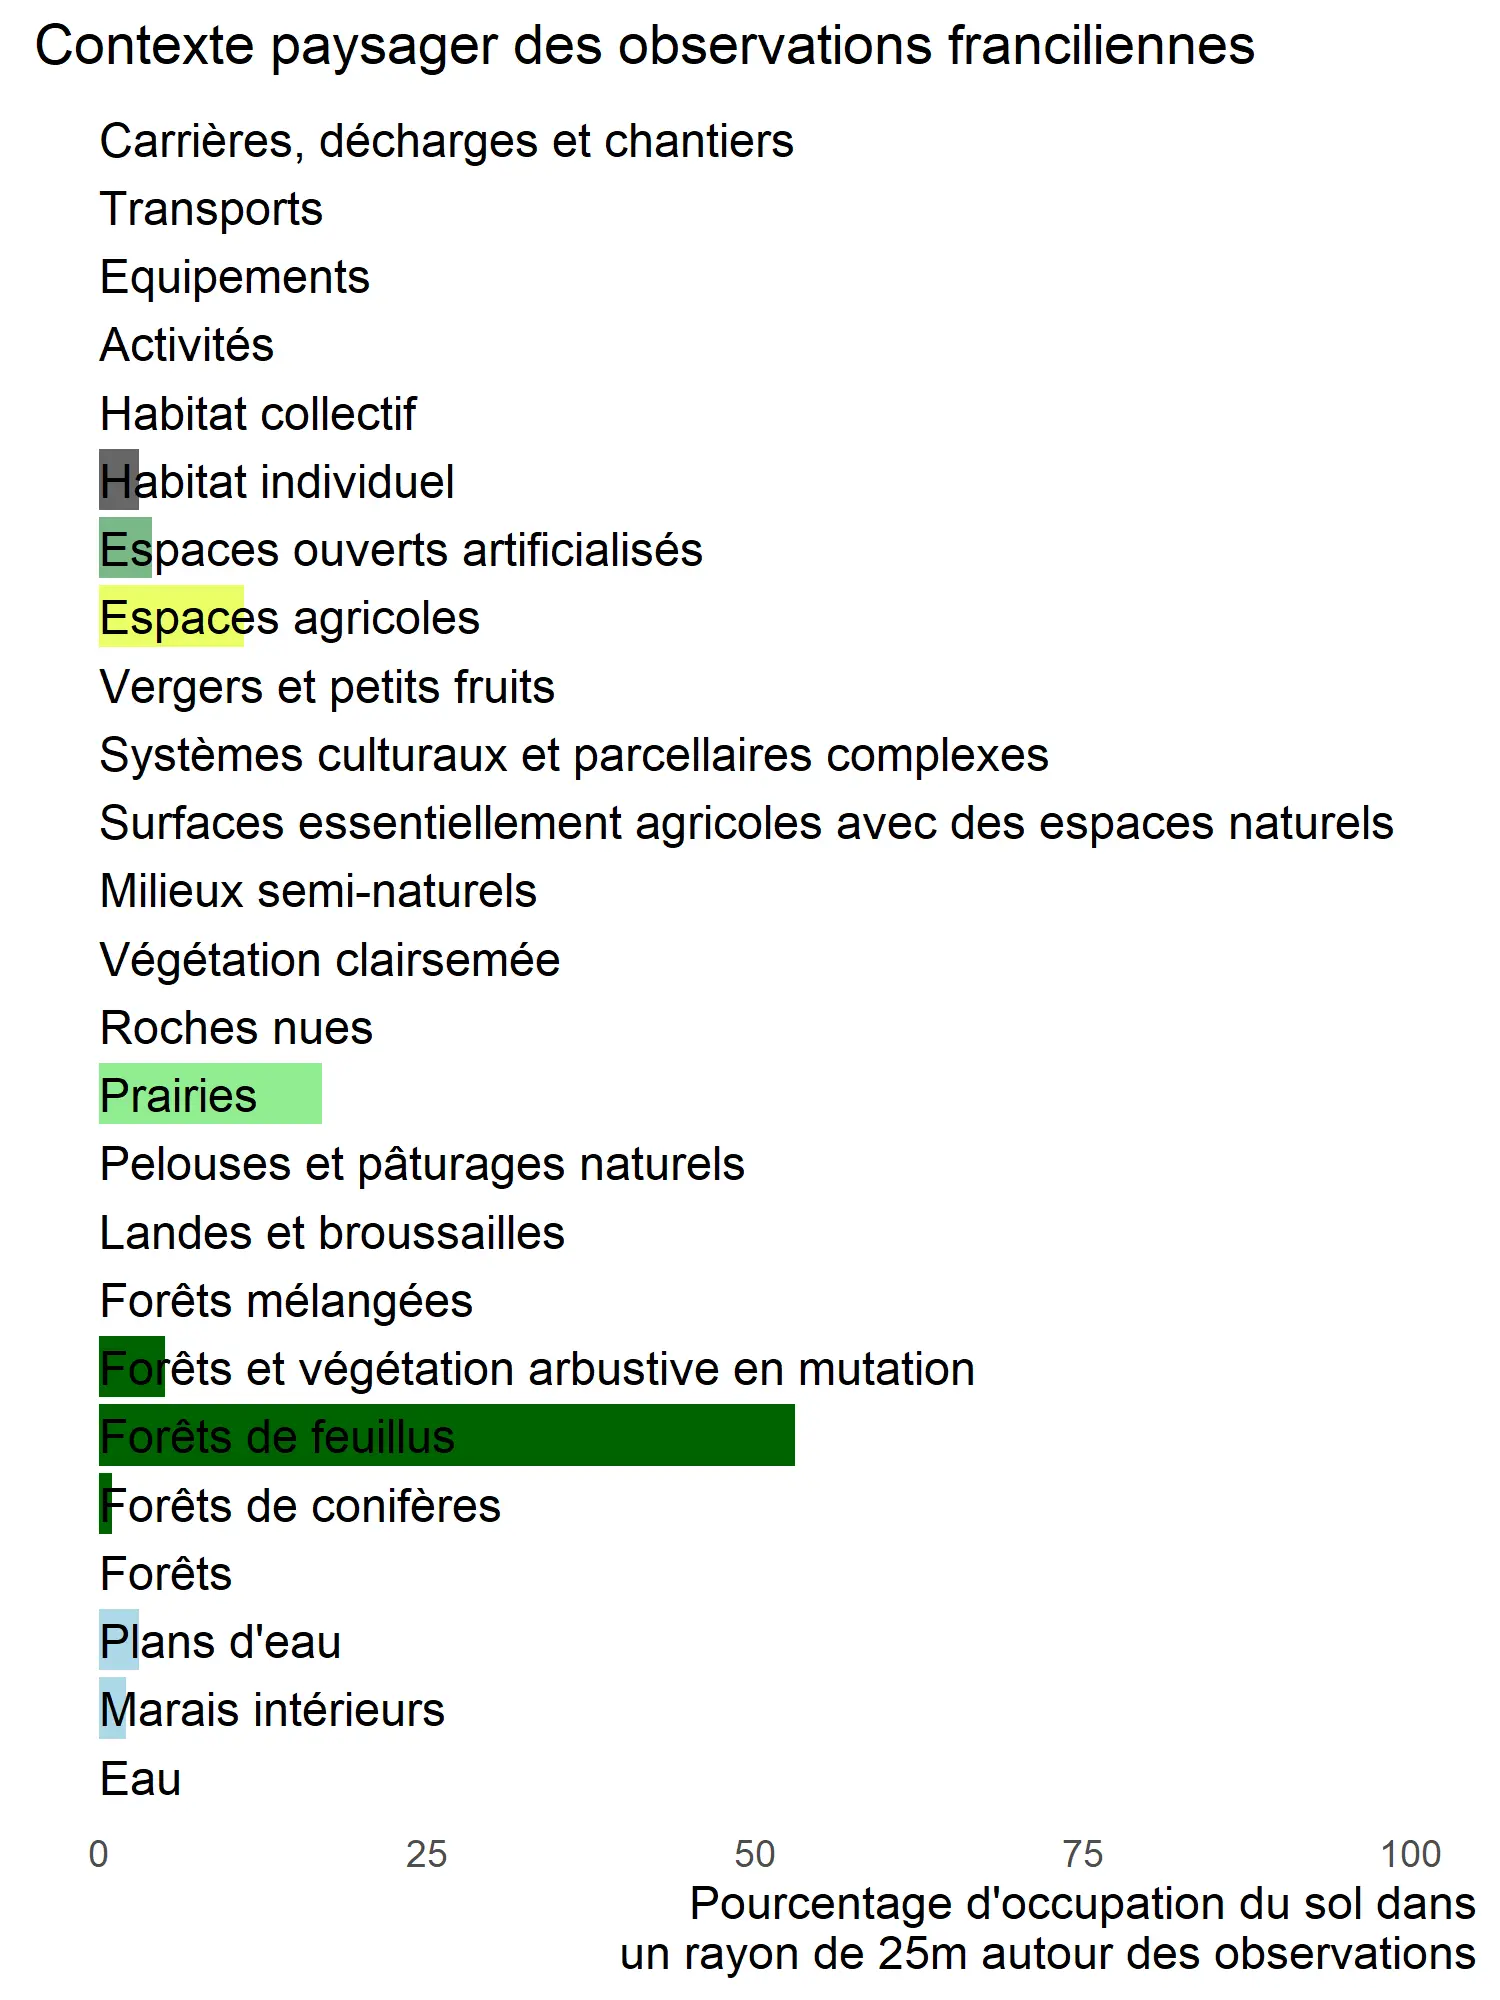 Contexte paysager des observations franciliennes
Carrières, décharges et chantiers
Transports
Equipements
Activités
Habitat collectif
Habitat individuel
Espaces ouverts artificialisés
Espaces agricoles
Vergers et petits fruits
Systèmes culturaux et parcellaires complexes
Surfaces essentiellement agricoles avec des espaces naturels
Milieux semi-naturels
Végétation clairsemée
Roches nues
Prairies
Pelouses et pâturages naturels
Landes et broussailles
Forêts mélangées
Forêts et végétation arbustive en mutation
Forêts de feuillus
Forêts de conifères
Forêts
Plans d'eau
Marais intérieurs
Eau
0 25 50 75 100
Pourcentage d'occupation du sol dans
un rayon de 25m autour des observations